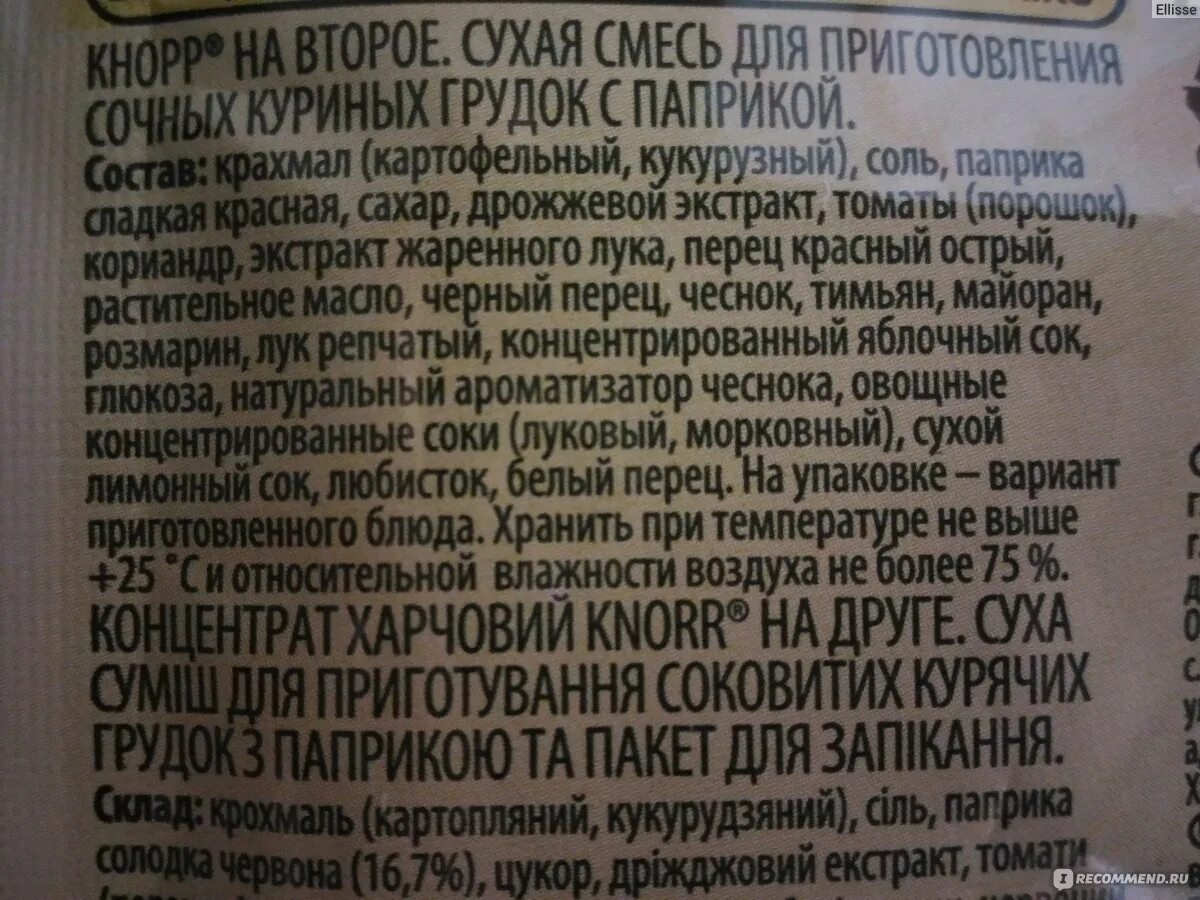 Ellisse
КНОРР® НА ВТОРОЕ. СУХАЯ СМЕСЬ ДЛЯ ПРИГОТОВЛЕНИЯ
СОЧНЫХ КУРИНЫХ ГРУДОК С ПАПРИКОЙ.
Состав: крахмал (картофельный, кукурузный), соль, паприка
сладкая красная, сахар, дрожжевой экстракт, томаты (порошок),
кориандр, экстракт жаренного лука, перец красный острый,
растительное масло, черный перец, чеснок, тимьян, майоран,
розмарин, лук репчатый, концентрированный яблочный сок,
глюкоза, натуральный ароматизатор чеснока, овощные
концентрированные соки (луковый, морковный), сухой
лимонный сок, любисток, белый перец. На упаковке – вариант
приготовленного блюда. Хранить при температуре не выше
+25 °С и относительной влажности воздуха не более 75 %.
КОНЦЕНТРАТ ХАРЧОВИЙ KNORR® НА ДРУГЕ. СУХА
СУМІШ ДЛЯ ПРИГОТУВАННЯ СОКОВИТИХ КУРЯЧИХ
ГРУДОК З ПАПРИКОЮ ТА ПАКЕТ ДЛЯ ЗАПІКАННЯ.
Склад: крохмаль (картопляний, кукурудзяний), сіль, паприка
солодка червона (16,7%), цукор, дріжджовий екстракт, томати
IRECOMMEND.RU